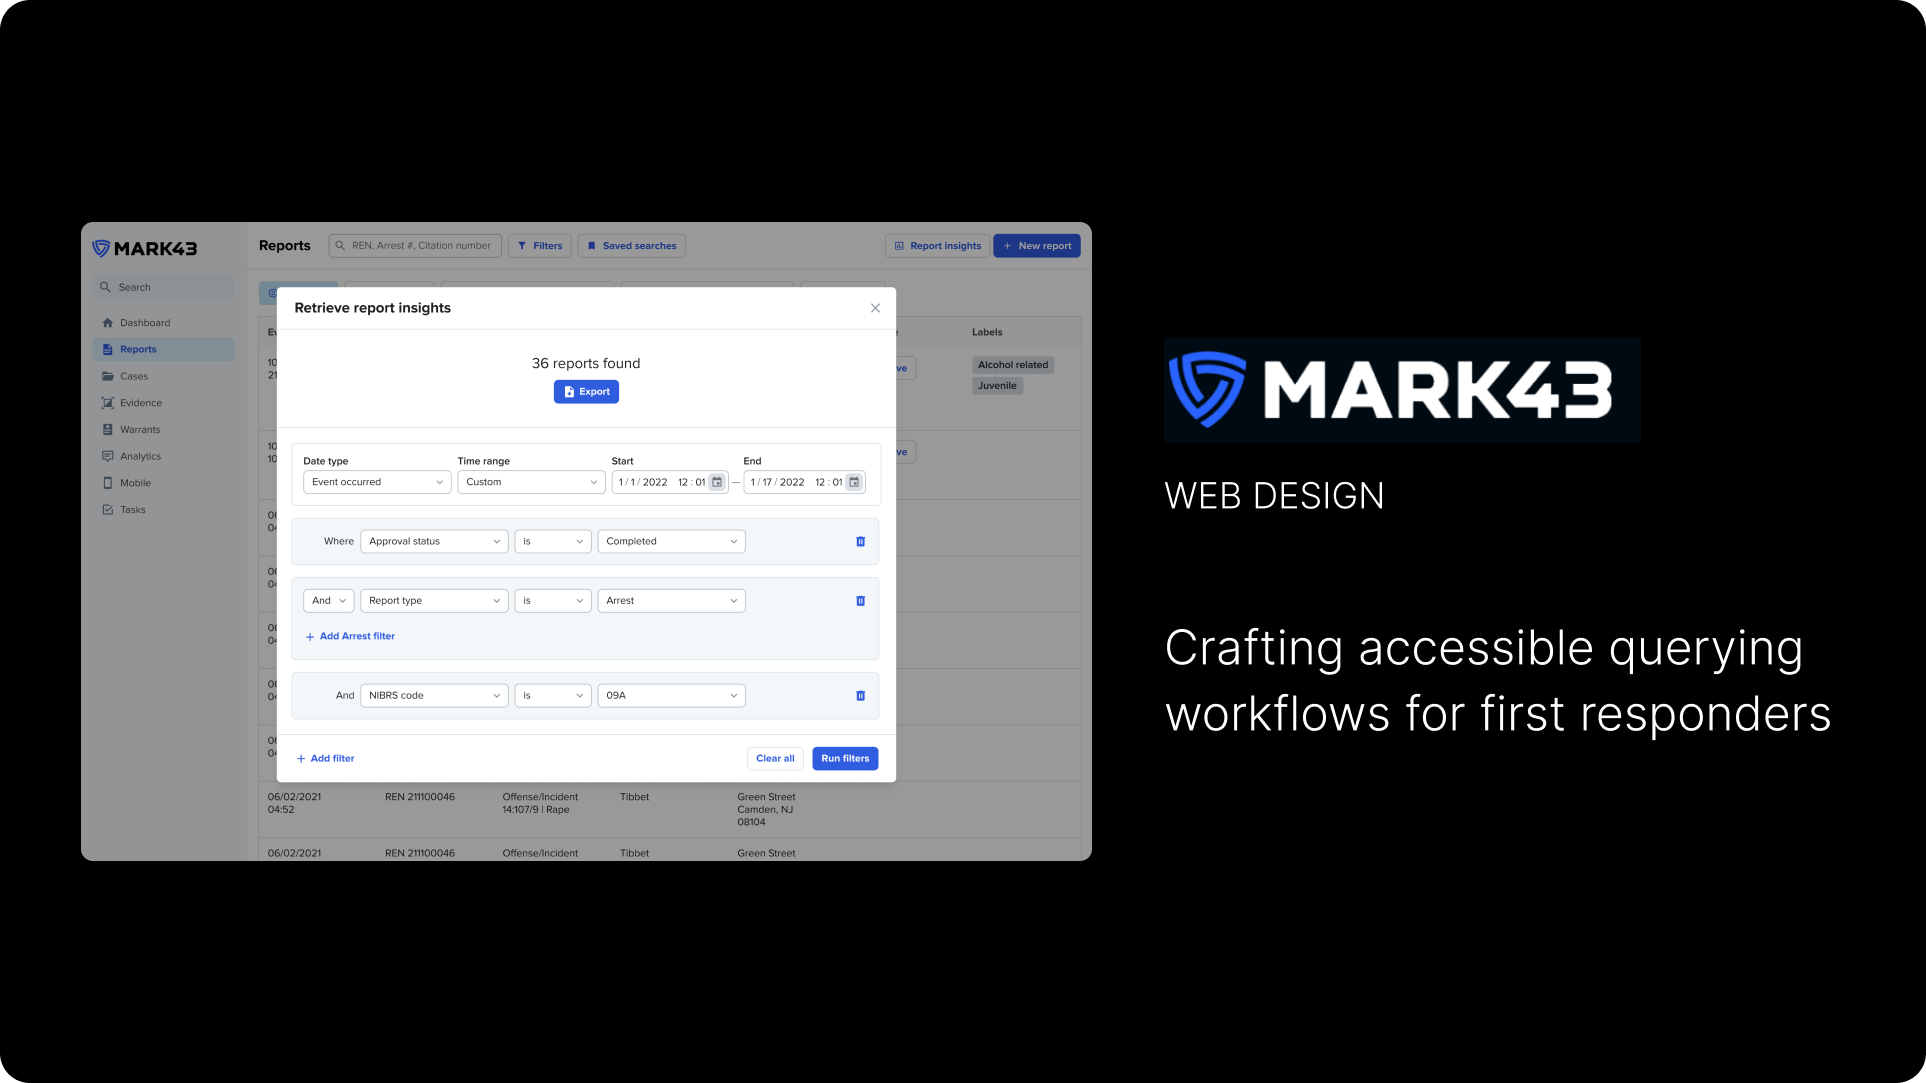 MARK43
Search
Dashboard
Reports
Cases
Evidence
Warrants
Analytics
Mobile
Tasks
Reports
REN, Arrest #, Citation number
Filters
Saved searches
Report insights
+ New report
Labels
Alcohol related
Juvenile
Retrieve report insights
36 reports found
Export
Date type
Time range
Start
End
Event occurred
Custom
1 / 1 / 2022 12 : 01
—
1 / 17 / 2022 12 : 01
Where Approval status is Completed
And Report type is Arrest
+ Add Arrest filter
And NIBRS code is 09A
+ Add filter
Clear all
Run filters
06/02/2021 REN 211100046 Offense/Incident Tibbet Green Street
04:52 14:107/9 | Rape Camden, NJ
08104
06/02/2021 REN 211100046 Offense/Incident Tibbet Green Street
MARK43
WEB DESIGN
Crafting accessible querying
workflows for first responders